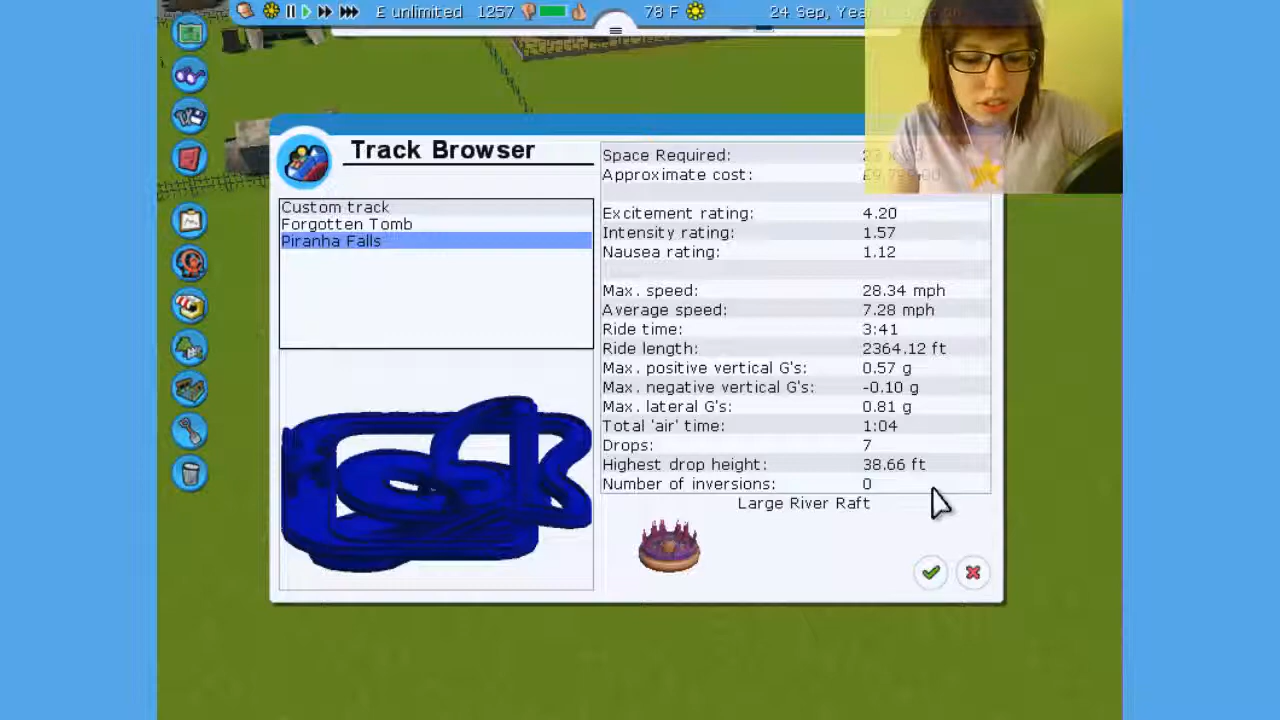 E unlimited 1257 78 F 24 Sep, Year
Track Browser
Custom track
Forgotten Tomb
Piranha Falls
Space Required:
Approximate cost:
Excitement rating: 4.20
Intensity rating: 1.57
Nausea rating: 1.12
Max. speed: 28.34 mph
Average speed: 7.28 mph
Ride time: 3:41
Ride length: 2364.12 ft
Max. positive vertical G's: 0.57 g
Max. negative vertical G's: -0.10 g
Max. lateral G's: 0.81 g
Total 'air' time: 1:04
Drops: 7
Highest drop height: 38.66 ft
Number of inversions: 0
Large River Raft